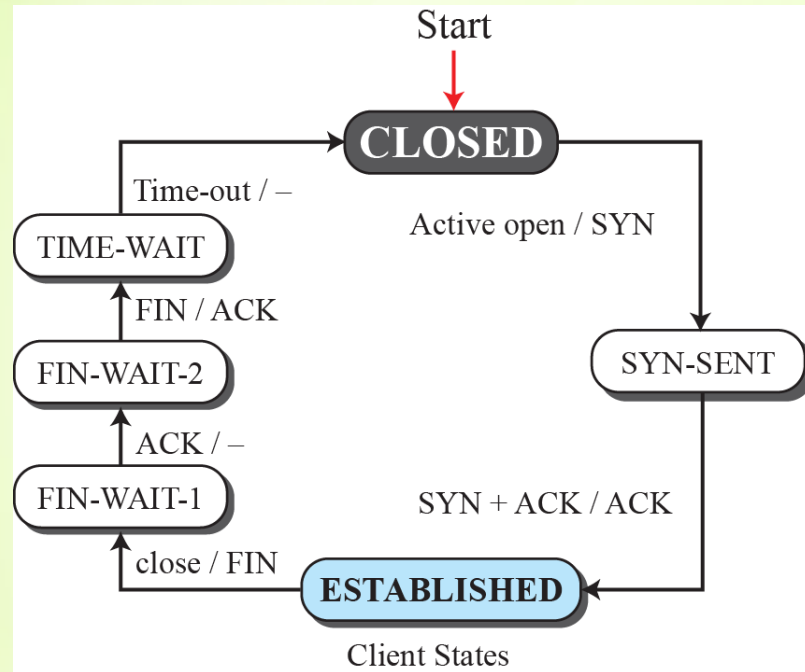 Start
CLOSED
Time-out / –
Active open / SYN
TIME-WAIT
FIN / ACK
SYN-SENT
FIN-WAIT-2
ACK / –
FIN-WAIT-1
SYN + ACK / ACK
close / FIN
ESTABLISHED
Client States